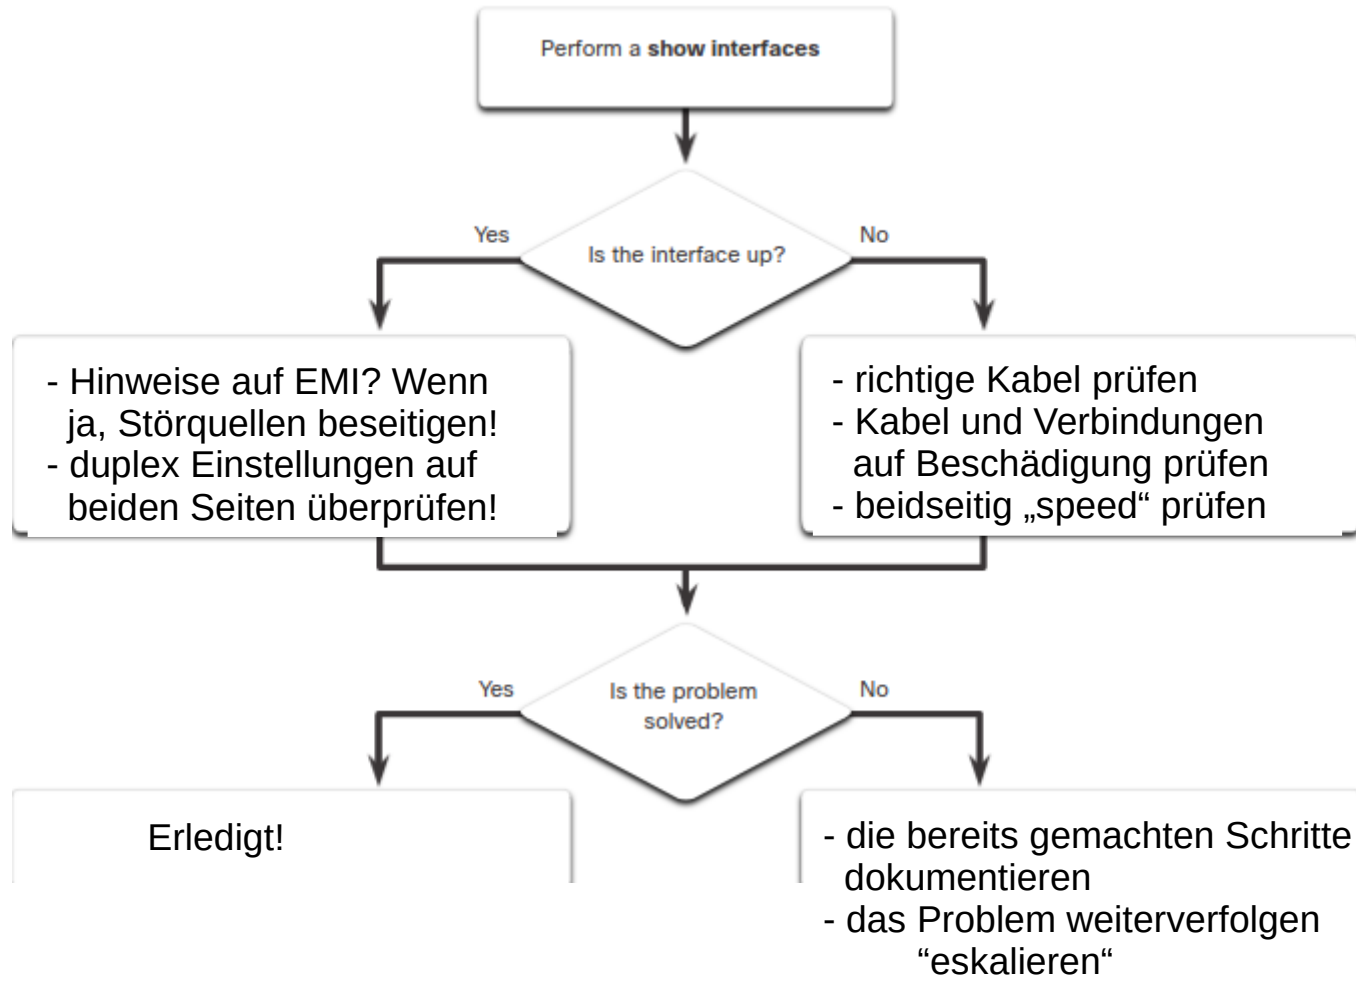 Perform a show interfaces
Is the interface up?
Yes
No
- Hinweise auf EMI? Wenn
ja, Störquellen beseitigen!
- duplex Einstellungen auf
beiden Seiten überprüfen!
- richtige Kabel prüfen
- Kabel und Verbindungen
auf Beschädigung prüfen
- beidseitig „speed“ prüfen
Is the problem
solved?
Yes
No
Erledigt!
- die bereits gemachten Schritte
dokumentieren
- das Problem weiterverfolgen
“eskalieren“